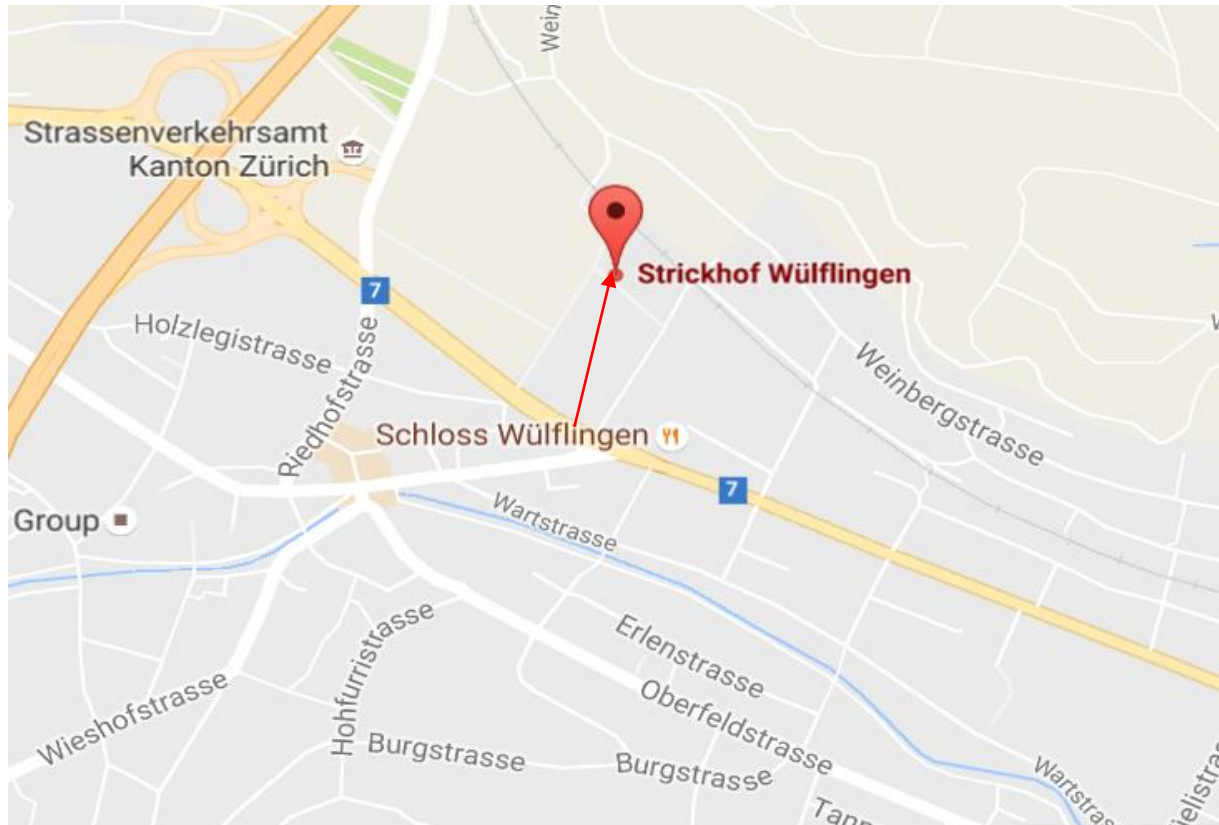 Wein
Strassenverkehrsamt
Kanton Zürich
Strickhof Wülflingen
7
Holzlegistrasse
Riedhofstrasse
Weinbergstrasse
Schloss Wülflingen
7
Group
Wartstrasse
Erlenstrasse
Hohfurristrasse
Wieshofstrasse
Oberfeldstrasse
Burgstrasse
Burgstrasse
Wartstras